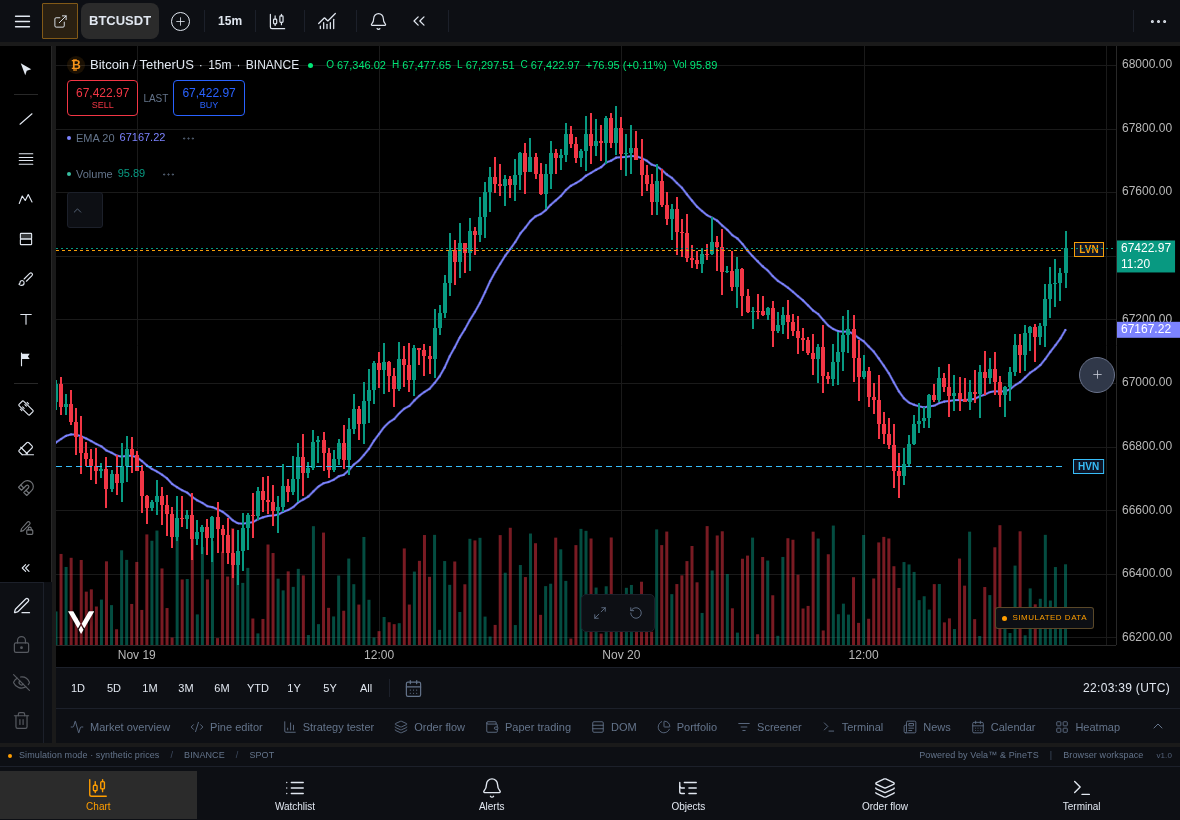 BTCUSDT 15m
Bitcoin / TetherUS · 15m · BINANCE O 67,346.02 H 67,477.65 L 67,297.51 C 67,422.97 +76.95 (+0.11%) Vol 95.89
67,422.97 SELL LAST 67,422.97 BUY
EMA 20 67167.22
Volume 95.89
68000.00
67800.00
67600.00
LVN 67422.97
11:20
67200.00
67167.22
67000.00
66800.00
HVN
66600.00
66400.00
SIMULATED DATA
66200.00
Nov 19 12:00 Nov 20 12:00
1D 5D 1M 3M 6M YTD 1Y 5Y All 22:03:39 (UTC)
Market overview Pine editor Strategy tester Order flow Paper trading DOM Portfolio Screener Terminal News Calendar Heatmap
Simulation mode · synthetic prices / BINANCE / SPOT Powered by Vela™ & PineTS | Browser workspace v1.0
Chart Watchlist Alerts Objects Order flow Terminal